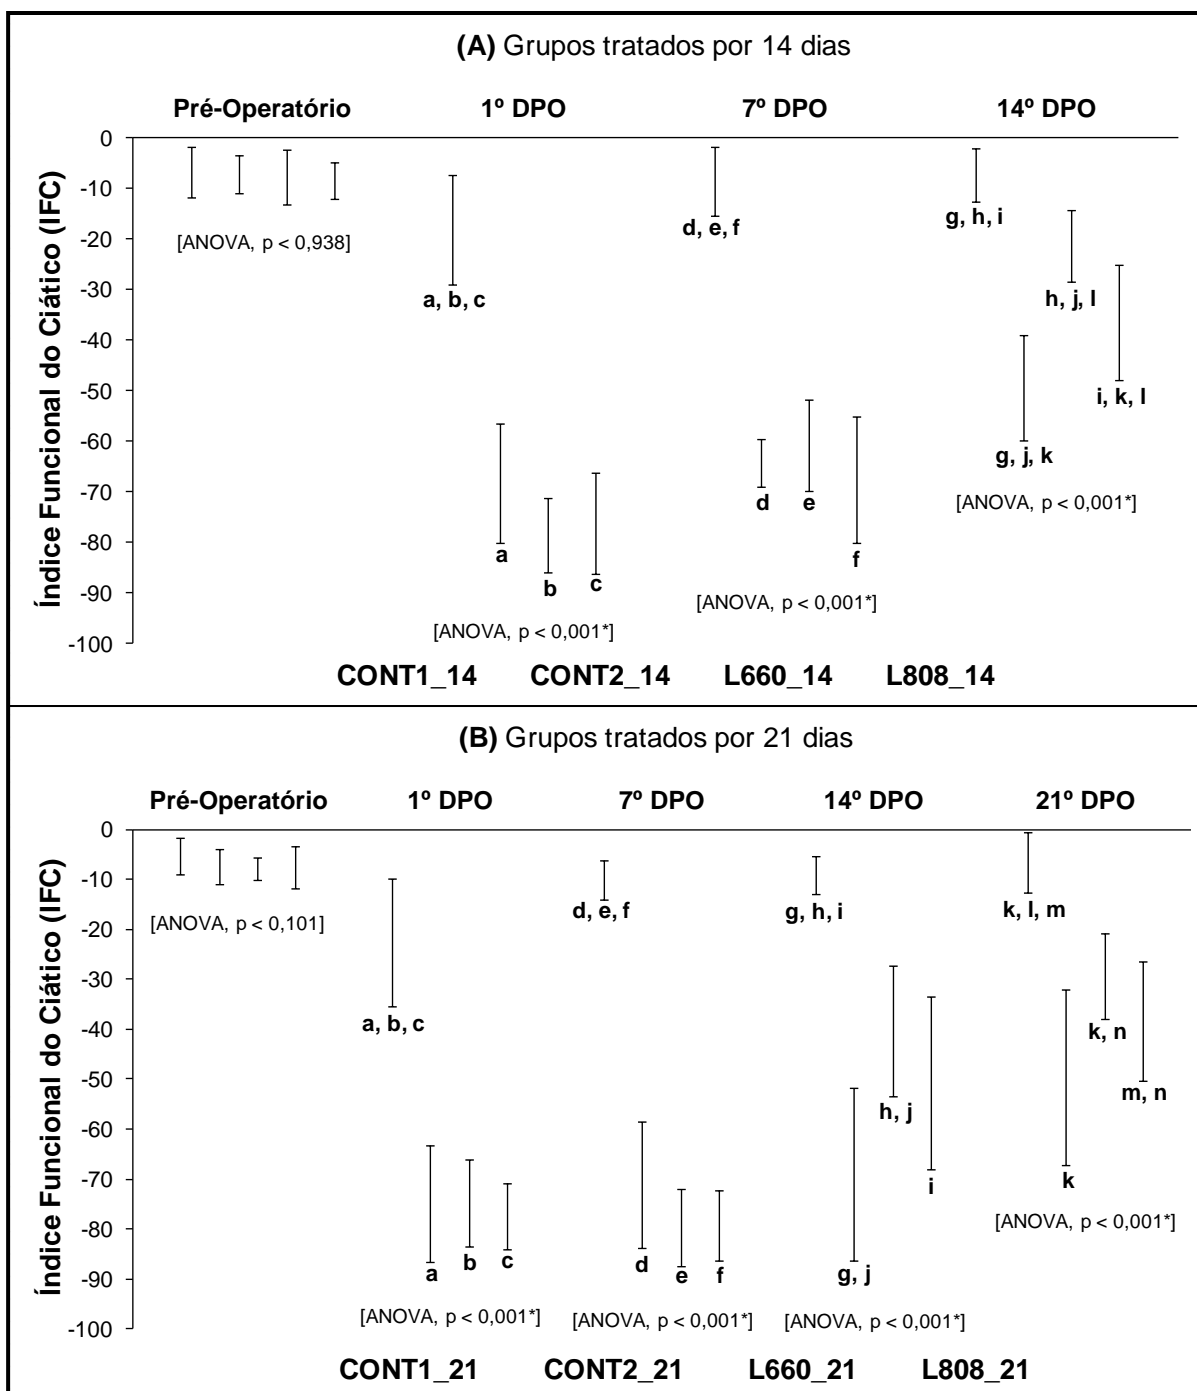 (A) Grupos tratados por 14 dias
Pré-Operatório 1º DPO 7º DPO 14º DPO
Índice Funcional do Ciático (IFC)
0
-10
-20
-30
-40
-50
-60
-70
-80
-90
-100
[ANOVA, p < 0,938]
a, b, c
a
b
c
[ANOVA, p < 0,001*]
d, e, f
d
e
f
[ANOVA, p < 0,001*]
g, h, i
g, j, k
h, j, l
i, k, l
[ANOVA, p < 0,001*]
CONT1_14 CONT2_14 L660_14 L808_14
(B) Grupos tratados por 21 dias
Pré-Operatório 1º DPO 7º DPO 14º DPO 21º DPO
Índice Funcional do Ciático (IFC)
0
-10
-20
-30
-40
-50
-60
-70
-80
-90
-100
[ANOVA, p < 0,101]
a, b, c
a
b
c
[ANOVA, p < 0,001*]
d, e, f
d
e
f
[ANOVA, p < 0,001*]
g, h, i
g, j
h, j
i
[ANOVA, p < 0,001*]
k, l, m
k
k, n
m, n
[ANOVA, p < 0,001*]
CONT1_21 CONT2_21 L660_21 L808_21